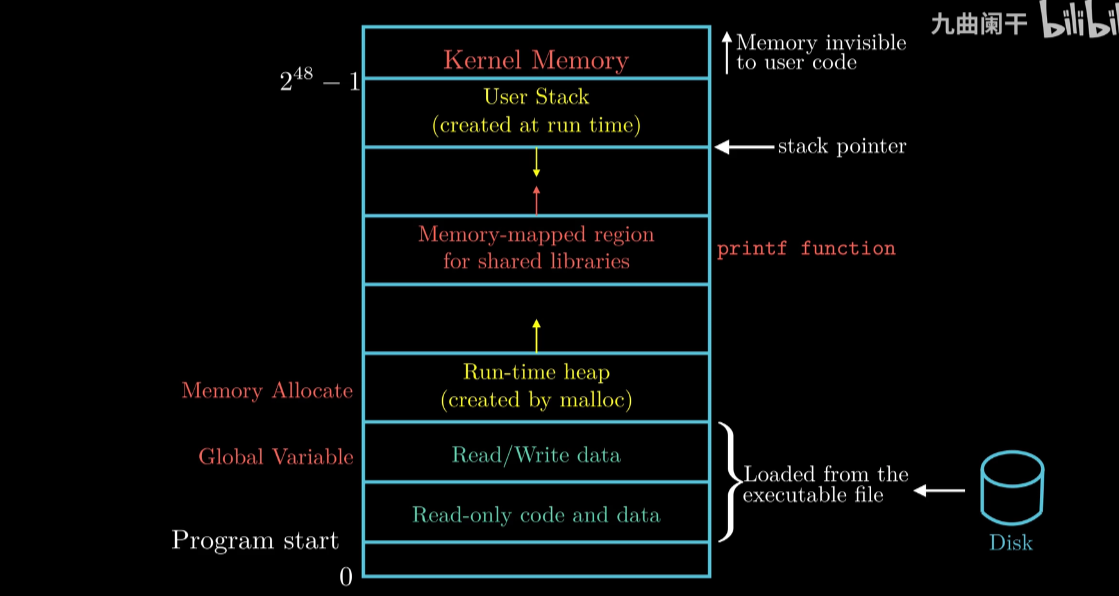 九曲阑干 bilibili
Kernel Memory
Memory invisible
to user code
2^48 − 1
User Stack
(created at run time)
stack pointer
Memory-mapped region
for shared libraries
printf function
Run-time heap
(created by malloc)
Memory Allocate
Global Variable
Read/Write data
Loaded from the
executable file
Read-only code and data
Program start
Disk
0